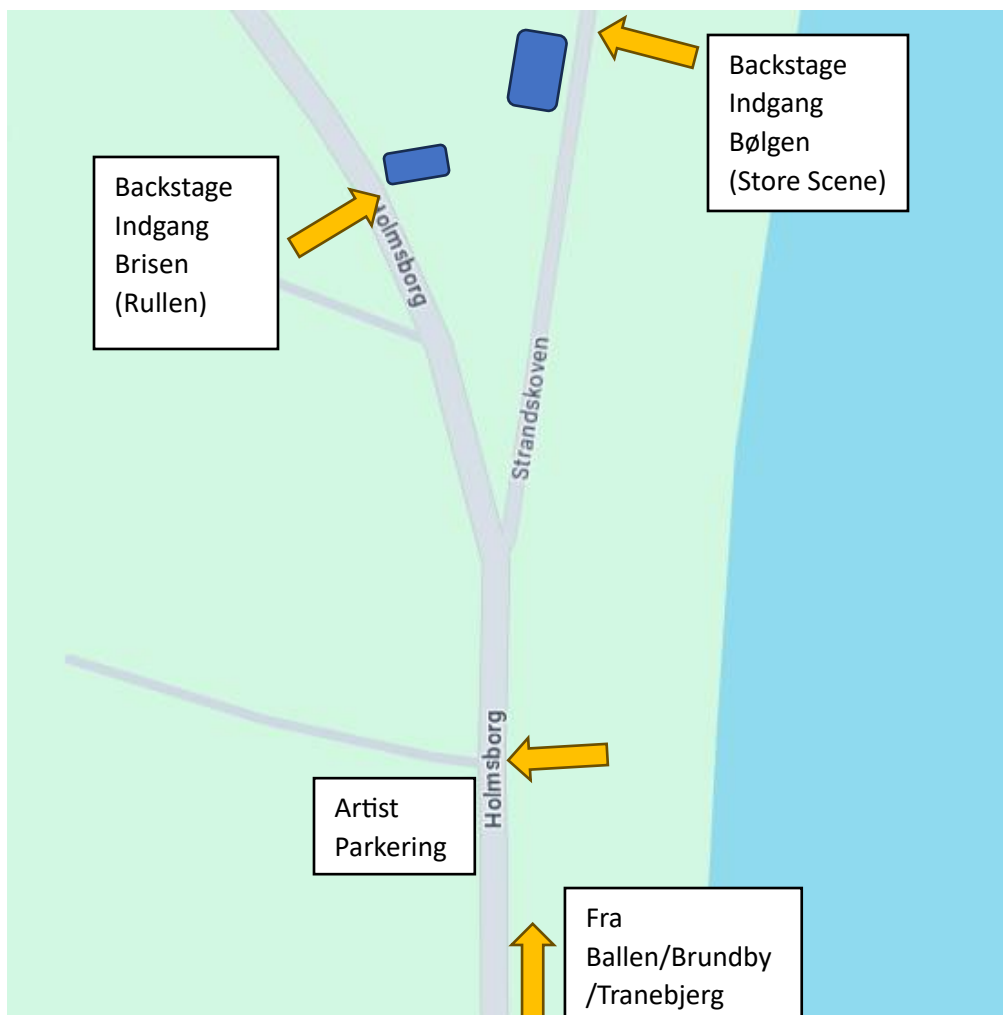 Backstage
Indgang
Bølgen
(Store Scene)
Backstage
Indgang
Brisen
(Rullen)
Holmsborg
Strandskoven
Holmsborg
Artist
Parkering
Fra
Ballen/Brundby
/Tranebjerg